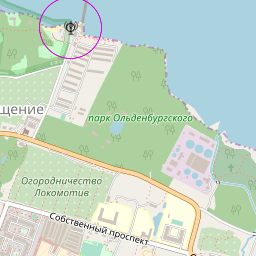 щение
парк Ольденбургского
Огородничество
Локомотив
Собственный проспект